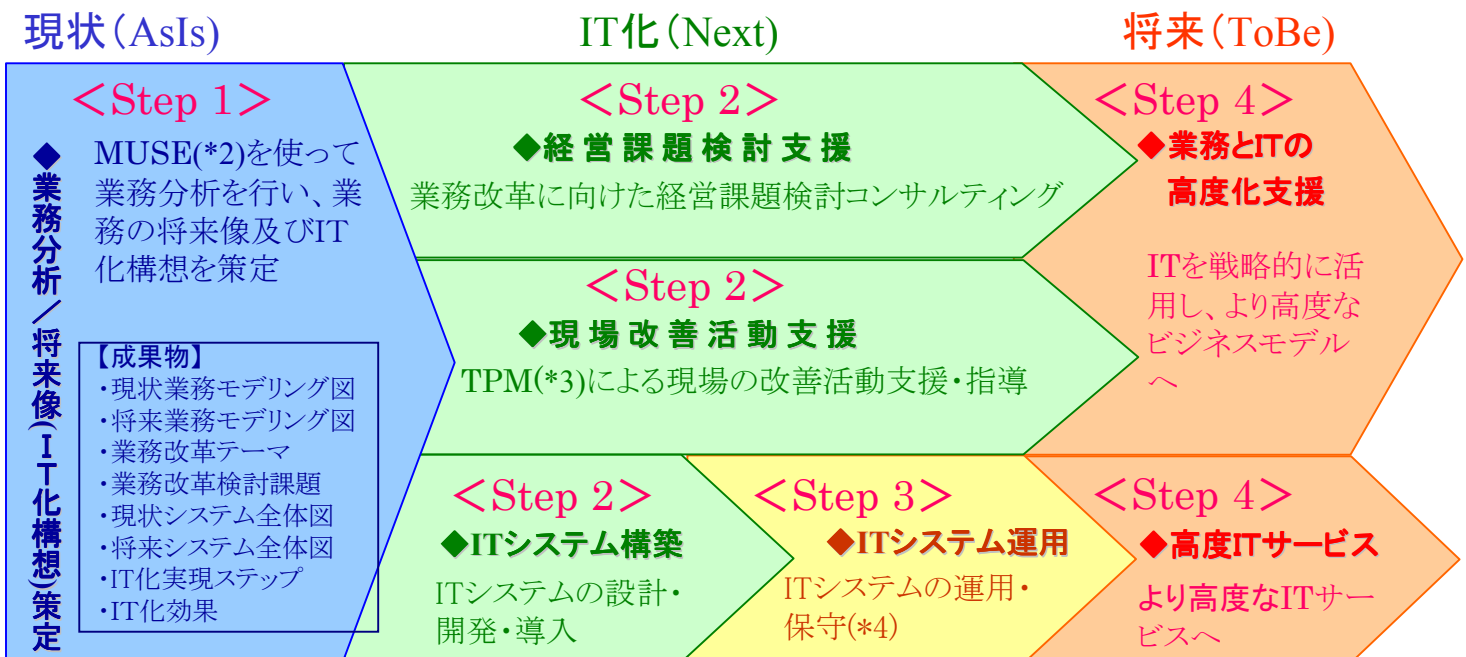 現状（AsIs）
IT化（Next）
将来（ToBe）
＜Step 1＞
◆業務分析／将来像(ＩＴ化構想)策定
MUSE(*2)を使って
業務分析を行い、業
務の将来像及びIT
化構想を策定
【成果物】
・現状業務モデリング図
・将来業務モデリング図
・業務改革テーマ
・業務改革検討課題
・現状システム全体図
・将来システム全体図
・IT化実現ステップ
・IT化効果
＜Step 2＞
◆経営課題検討支援
業務改革に向けた経営課題検討コンサルティング
＜Step 2＞
◆現場改善活動支援
TPM(*3)による現場の改善活動支援・指導
＜Step 2＞
◆ITシステム構築
ITシステムの設計・
開発・導入
＜Step 3＞
◆ITシステム運用
ITシステムの運用・
保守(*4)
＜Step 4＞
◆業務とITの
高度化支援
ITを戦略的に活
用し、より高度な
ビジネスモデル
へ
＜Step 4＞
◆高度ITサービス
より高度なITサー
ビスへ